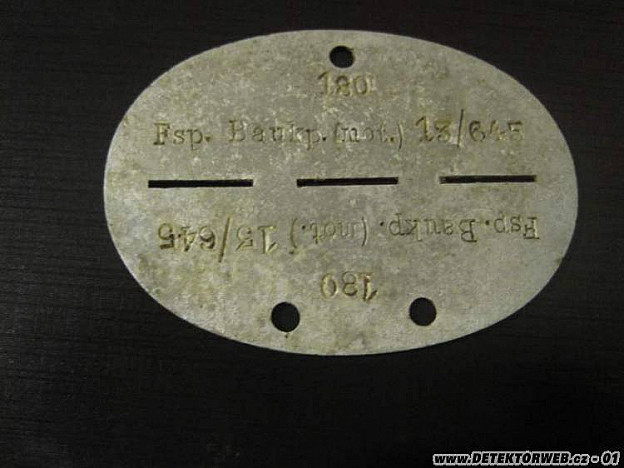 180
Fsp. Baukp. (mot.) 13/645
Fsp. Baukp. (mot.) 13/645
180
www.DETEKTORWEB.cz - 01